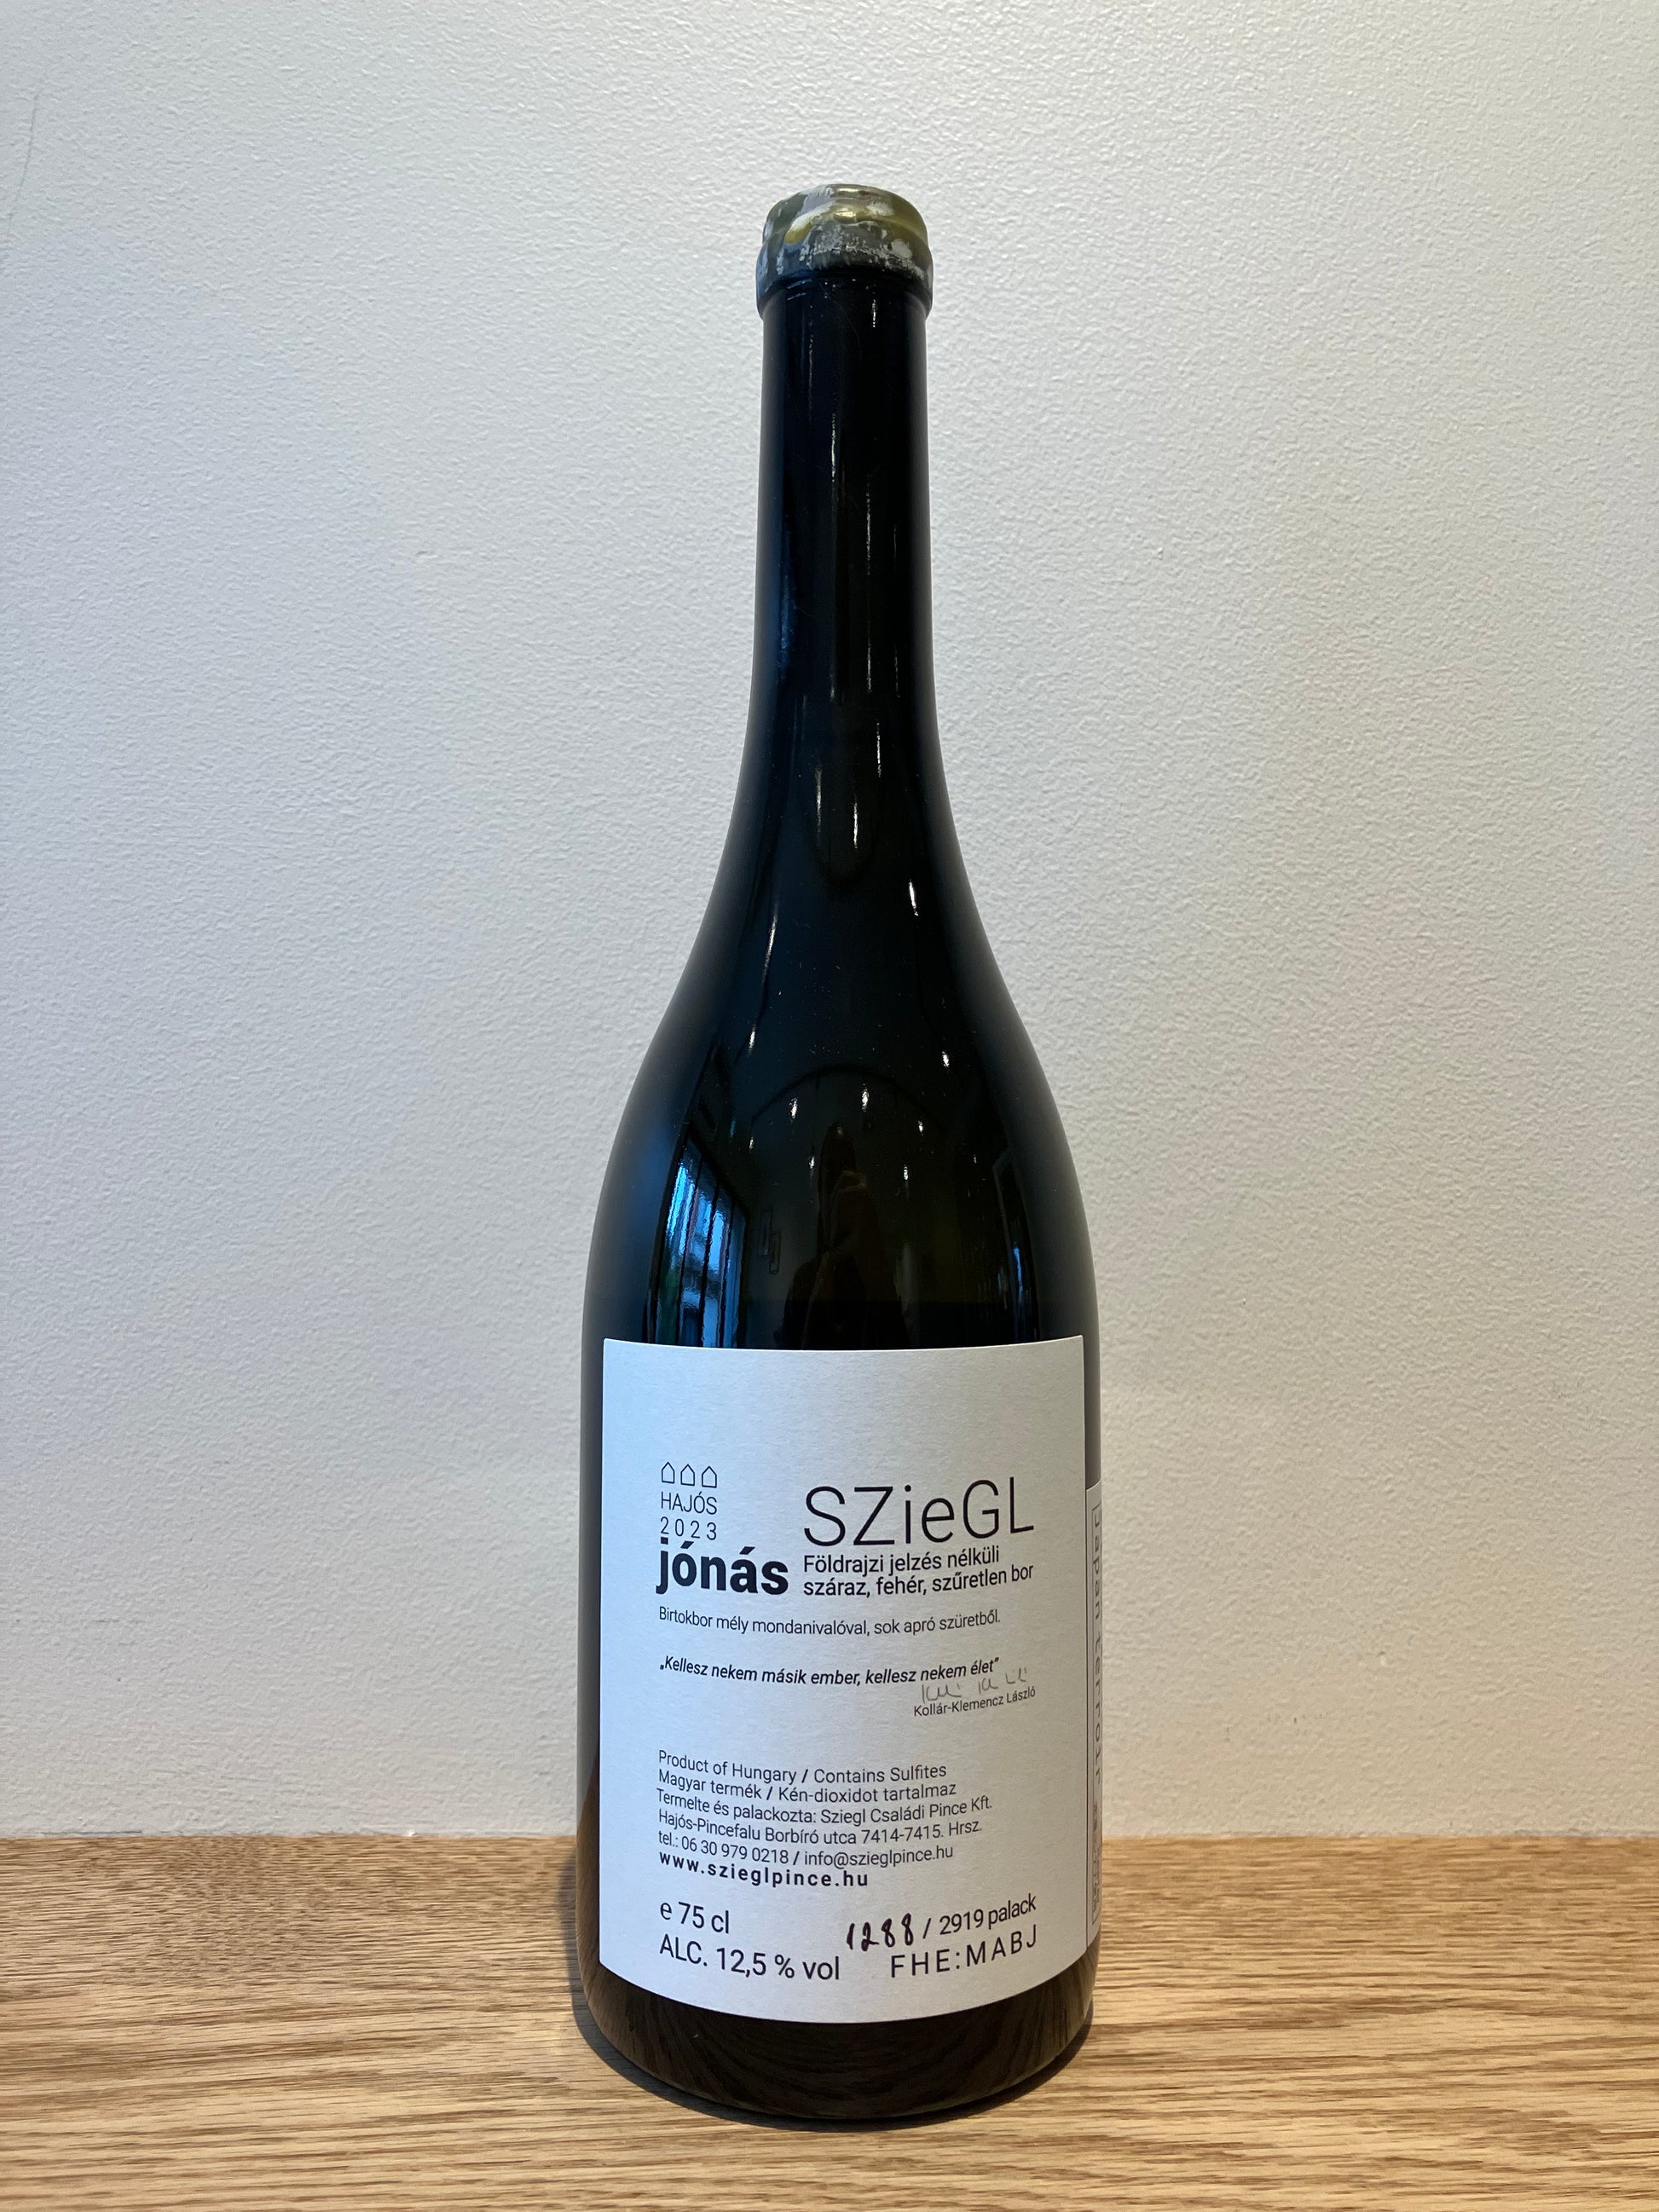 HAJÓS
2023
jónás
SZieGL
Földrajzi jelzés nélküli
száraz, fehér, szűretlen bor
Birtokbor mély mondanivalóval, sok apró szüretből.
„Kellesz nekem másik ember, kellesz nekem élet”
Kollár-Klemencz László
Product of Hungary / Contains Sulfites
Magyar termék / Kén-dioxidot tartalmaz
Termelte és palackozta: Sziegl Családi Pince Kft.
Hajós-Pincefalu Borbíró utca 7414-7415. Hrsz.
tel.: 06 30 979 0218 / info@szieglpince.hu
www.szieglpince.hu
e 75 cl
ALC. 12,5 % vol
1288 / 2919 palack
FHE:MABJ
Japan terroir